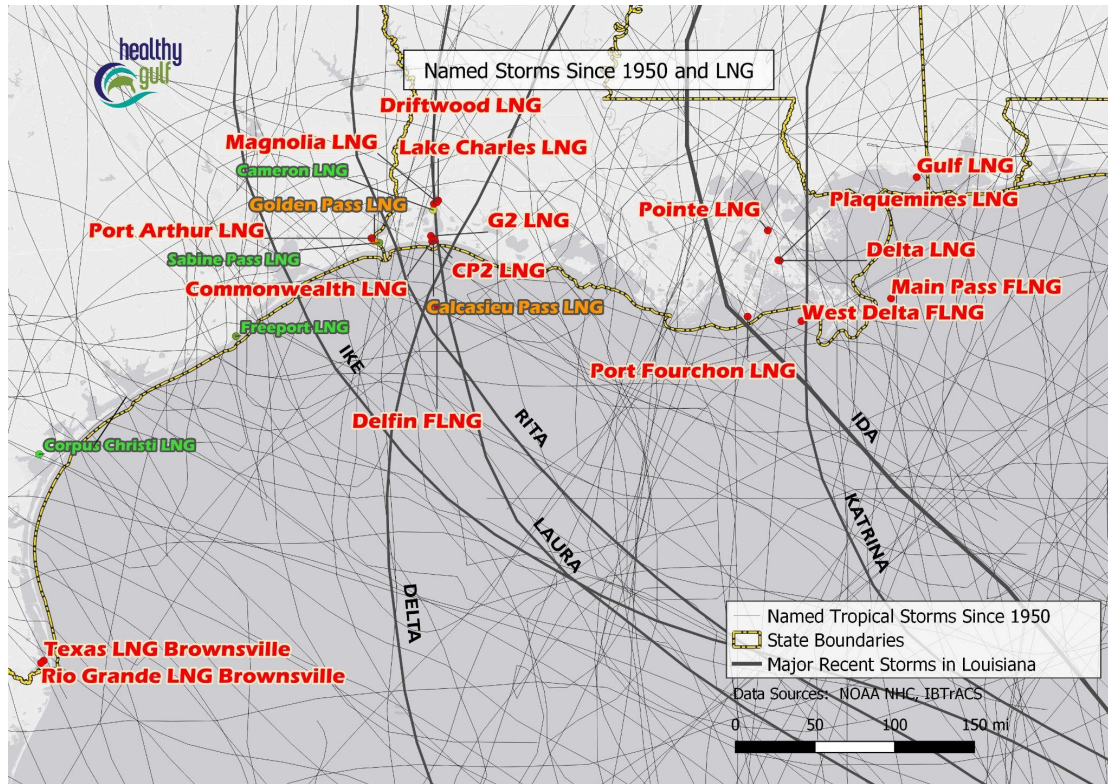 healthy
gulf
Named Storms Since 1950 and LNG
Driftwood LNG
Magnolia LNG
Lake Charles LNG
Cameron LNG
Gulf LNG
Golden Pass LNG
Plaquemines LNG
Pointe LNG
G2 LNG
Port Arthur LNG
Delta LNG
Sabine Pass LNG
CP2 LNG
Commonwealth LNG
Main Pass FLNG
Calcasieu Pass LNG
West Delta FLNG
Freeport LNG
IKE
Port Fourchon LNG
Delfin FLNG
RITA
IDA
Corpus Christi LNG
KATRINA
LAURA
DELTA
Named Tropical Storms Since 1950
State Boundaries
Major Recent Storms in Louisiana
Data Sources: NOAA NHC, IBTrACS
0 50 100 150 mi
Texas LNG Brownsville
Rio Grande LNG Brownsville